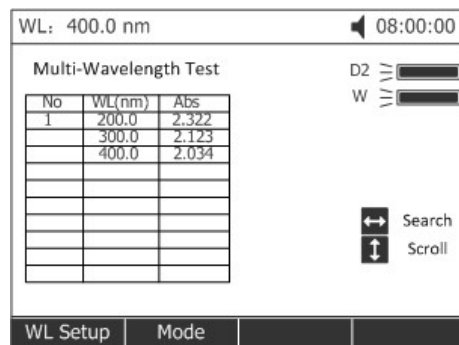 WL: 400.0 nm 08:00:00
Multi-Wavelength Test
D2
W
No WL(nm) Abs
1 200.0 2.322
300.0 2.123
400.0 2.034
Search
Scroll
WL Setup Mode